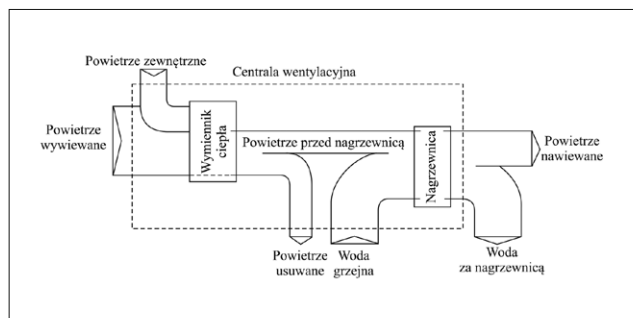 Powietrze zewnętrzne
Centrala wentylacyjna
Powietrze
wywiewane
Wymiennik
ciepła
Powietrze przed nagrzewnicą
Nagrzewnica
Powietrze
nawiewane
Powietrze
usuwane
Woda
grzejna
Woda
za nagrzewnicą